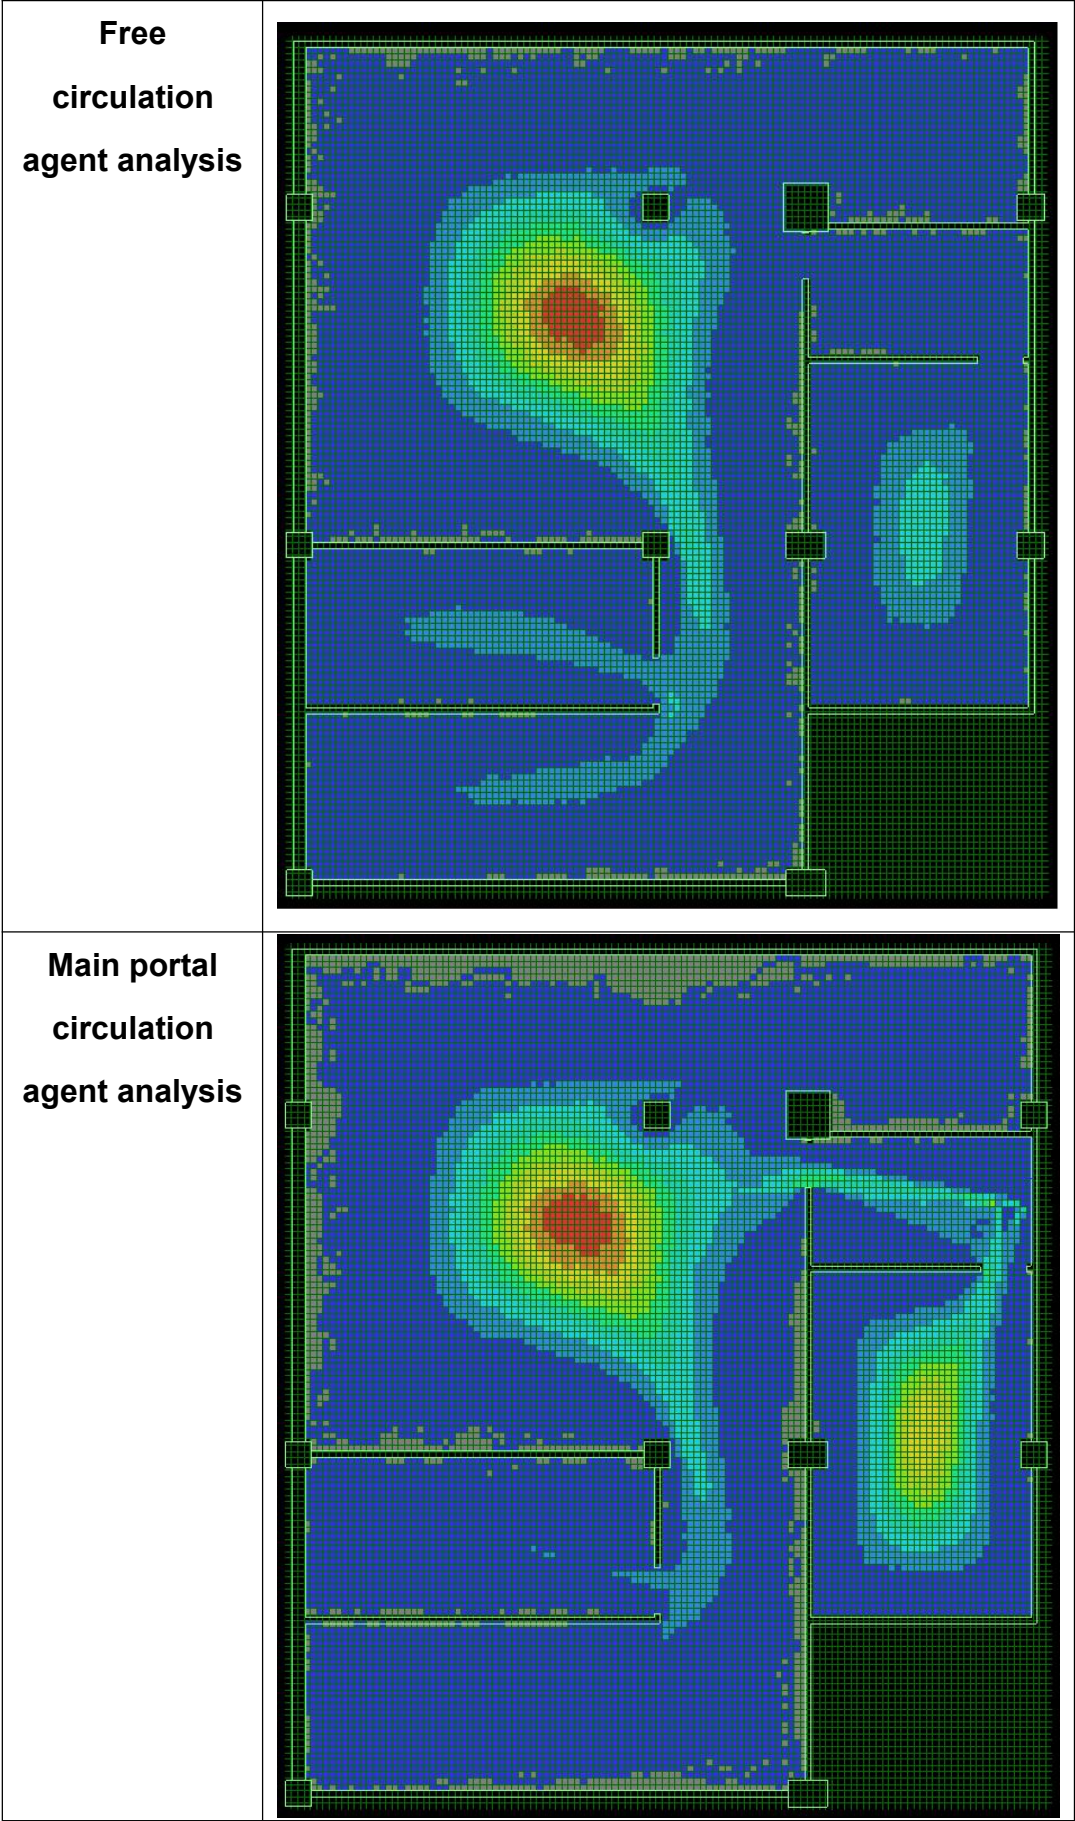 Free
circulation
agent analysis
Main portal
circulation
agent analysis